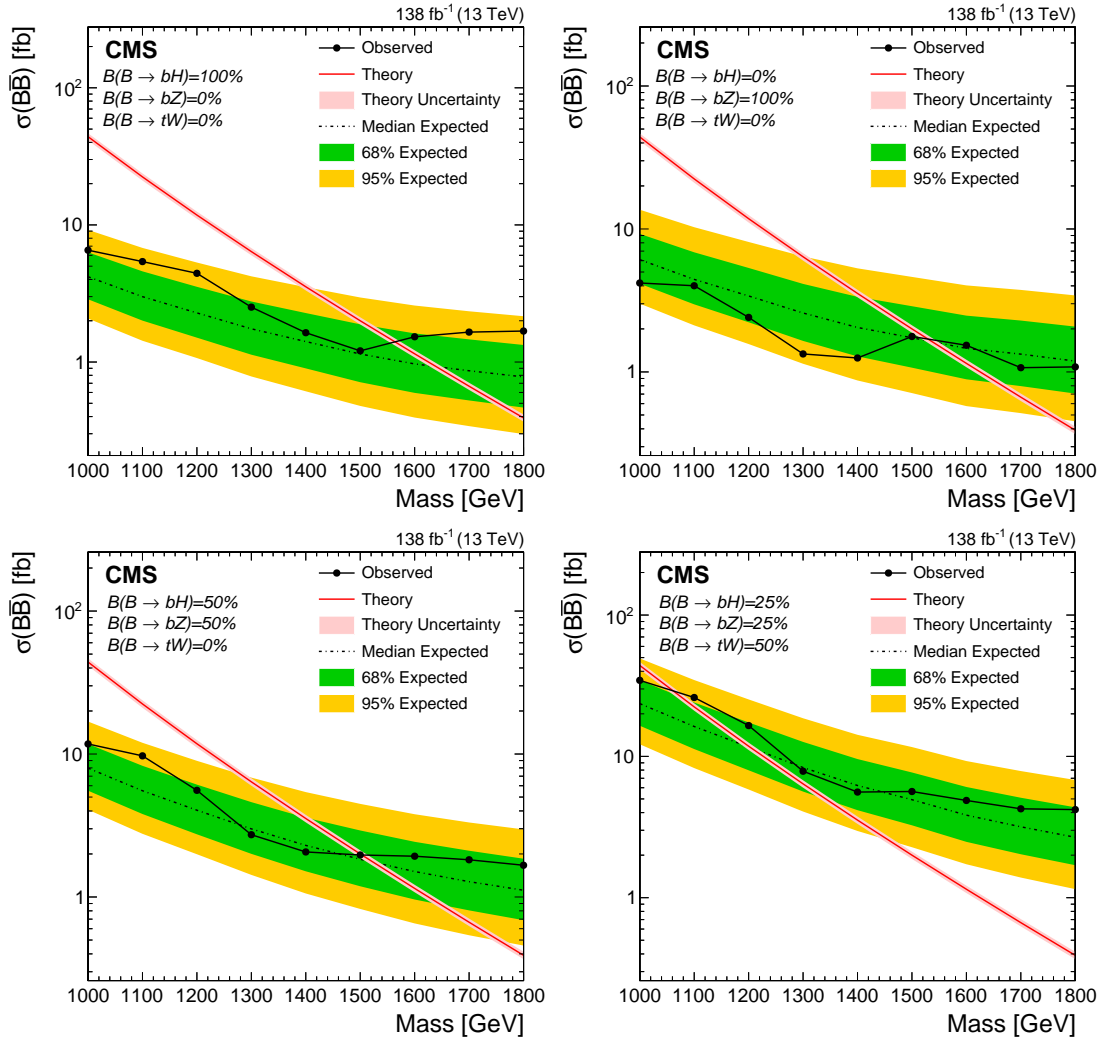 138 fb⁻¹ (13 TeV)
σ(BB̅) [fb]
CMS
B(B → bH)=100%
B(B → bZ)=0%
B(B → tW)=0%
Observed
Theory
Theory Uncertainty
Median Expected
68% Expected
95% Expected
10²
10
1
1000 1100 1200 1300 1400 1500 1600 1700 1800
Mass [GeV]
138 fb⁻¹ (13 TeV)
σ(BB̅) [fb]
CMS
B(B → bH)=0%
B(B → bZ)=100%
B(B → tW)=0%
Observed
Theory
Theory Uncertainty
Median Expected
68% Expected
95% Expected
10²
10
1
1000 1100 1200 1300 1400 1500 1600 1700 1800
Mass [GeV]
138 fb⁻¹ (13 TeV)
σ(BB̅) [fb]
CMS
B(B → bH)=50%
B(B → bZ)=50%
B(B → tW)=0%
Observed
Theory
Theory Uncertainty
Median Expected
68% Expected
95% Expected
10²
10
1
1000 1100 1200 1300 1400 1500 1600 1700 1800
Mass [GeV]
138 fb⁻¹ (13 TeV)
σ(BB̅) [fb]
CMS
B(B → bH)=25%
B(B → bZ)=25%
B(B → tW)=50%
Observed
Theory
Theory Uncertainty
Median Expected
68% Expected
95% Expected
10²
10
1
1000 1100 1200 1300 1400 1500 1600 1700 1800
Mass [GeV]